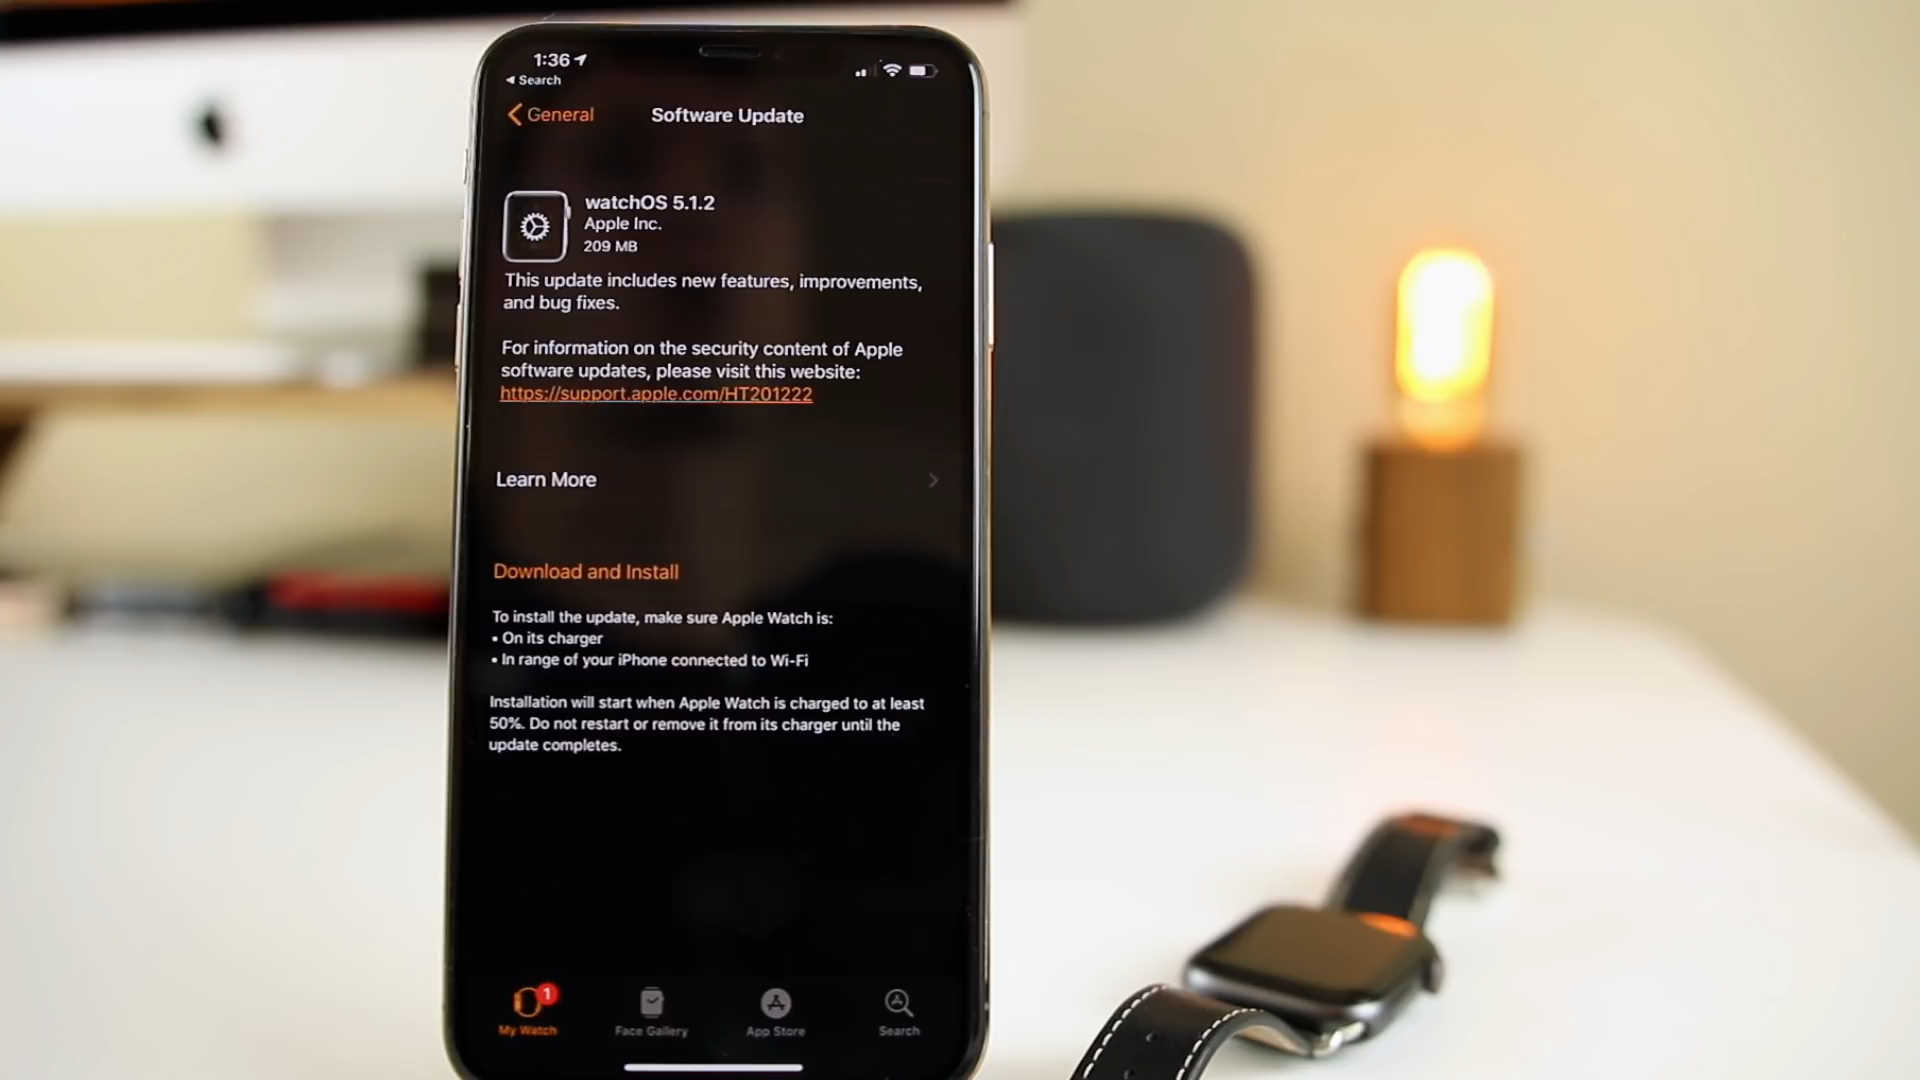 1:36
Search
General
Software Update
watchOS 5.1.2
Apple Inc.
209 MB
This update includes new features, improvements,
and bug fixes.
For information on the security content of Apple
software updates, please visit this website:
https://support.apple.com/HT201222
Learn More
Download and Install
To install the update, make sure Apple Watch is:
• On its charger
• In range of your iPhone connected to Wi-Fi
Installation will start when Apple Watch is charged to at least
50%. Do not restart or remove it from its charger until the
update completes.
1
My Watch
Face Gallery
App Store
Search